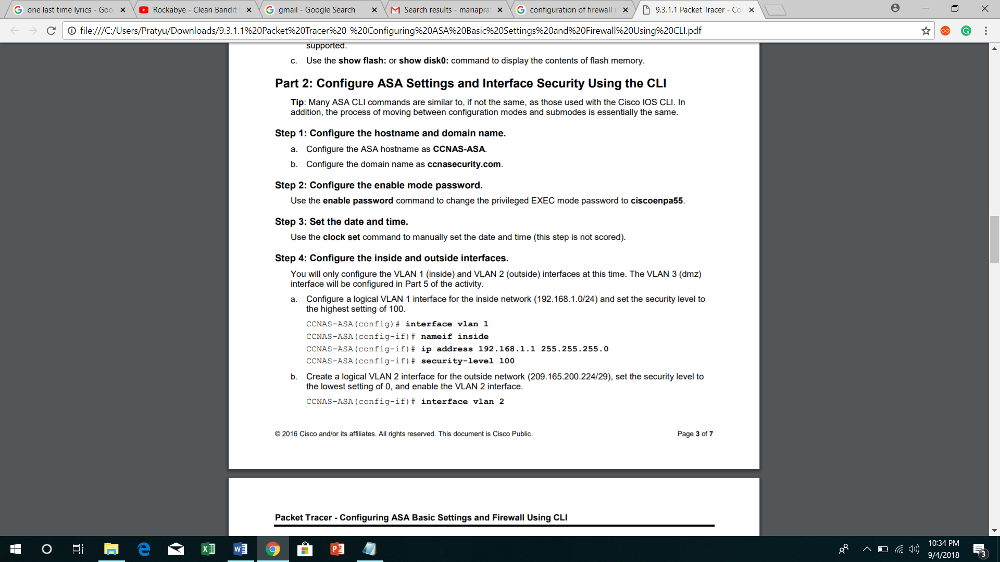 one last time lyrics - Goo
Rockabye - Clean Bandit
gmail - Google Search
Search results - mariapra
configuration of firewall i
9.3.1.1 Packet Tracer - Co
file:///C:/Users/Pratyu/Downloads/9.3.1.1%20Packet%20Tracer%20-%20Configuring%20ASA%20Basic%20Settings%20and%20Firewall%20Using%20CLI.pdf
supported.
c. Use the show flash: or show disk0: command to display the contents of flash memory.
Part 2: Configure ASA Settings and Interface Security Using the CLI
Tip: Many ASA CLI commands are similar to, if not the same, as those used with the Cisco IOS CLI. In
addition, the process of moving between configuration modes and submodes is essentially the same.
Step 1: Configure the hostname and domain name.
a. Configure the ASA hostname as CCNAS-ASA.
b. Configure the domain name as ccnasecurity.com.
Step 2: Configure the enable mode password.
Use the enable password command to change the privileged EXEC mode password to ciscoenpa55.
Step 3: Set the date and time.
Use the clock set command to manually set the date and time (this step is not scored).
Step 4: Configure the inside and outside interfaces.
You will only configure the VLAN 1 (inside) and VLAN 2 (outside) interfaces at this time. The VLAN 3 (dmz)
interface will be configured in Part 5 of the activity.
a. Configure a logical VLAN 1 interface for the inside network (192.168.1.0/24) and set the security level to
the highest setting of 100.
CCNAS-ASA(config)# interface vlan 1
CCNAS-ASA(config-if)# nameif inside
CCNAS-ASA(config-if)# ip address 192.168.1.1 255.255.255.0
CCNAS-ASA(config-if)# security-level 100
b. Create a logical VLAN 2 interface for the outside network (209.165.200.224/29), set the security level to
the lowest setting of 0, and enable the VLAN 2 interface.
CCNAS-ASA(config-if)# interface vlan 2
© 2016 Cisco and/or its affiliates. All rights reserved. This document is Cisco Public. Page 3 of 7
Packet Tracer - Configuring ASA Basic Settings and Firewall Using CLI
10:34 PM
9/4/2018
3